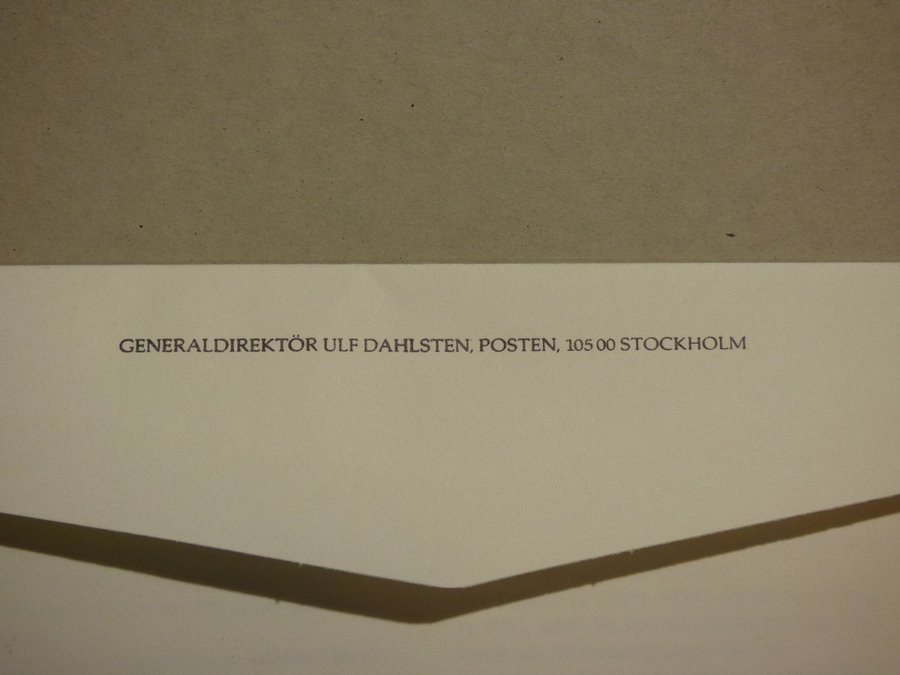 GENERALDIREKTÖR ULF DAHLSTEN, POSTEN, 105 00 STOCKHOLM